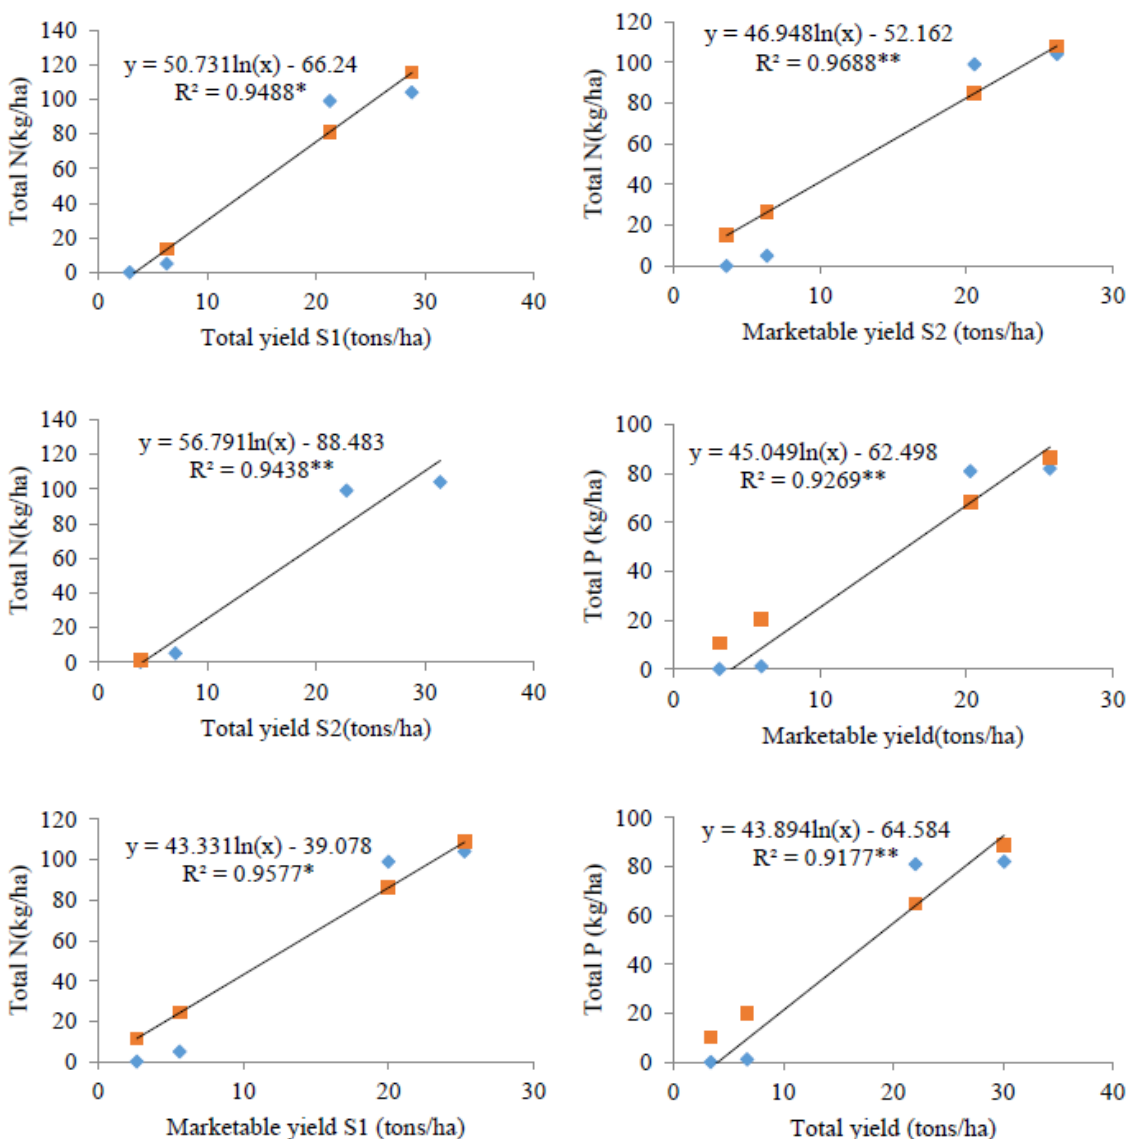 140
120
100
80
60
40
20
0
Total N(kg/ha)
y = 50.731ln(x) - 66.24
R² = 0.9488*
0 10 20 30 40
Total yield S1(tons/ha)
120
100
80
60
40
20
0
Total N(kg/ha)
y = 46.948ln(x) - 52.162
R² = 0.9688**
0 10 20 30
Marketable yield S2 (tons/ha)
140
120
100
80
60
40
20
0
Total N(kg/ha)
y = 56.791ln(x) - 88.483
R² = 0.9438**
0 10 20 30 40
Total yield S2(tons/ha)
100
80
60
40
20
0
Total P (kg/ha)
y = 45.049ln(x) - 62.498
R² = 0.9269**
0 10 20 30
Marketable yield(tons/ha)
120
100
80
60
40
20
0
Total N(kg/ha)
y = 43.331ln(x) - 39.078
R² = 0.9577*
0 10 20 30
Marketable yield S1 (tons/ha)
100
80
60
40
20
0
Total P (kg/ha)
y = 43.894ln(x) - 64.584
R² = 0.9177**
0 10 20 30 40
Total yield (tons/ha)